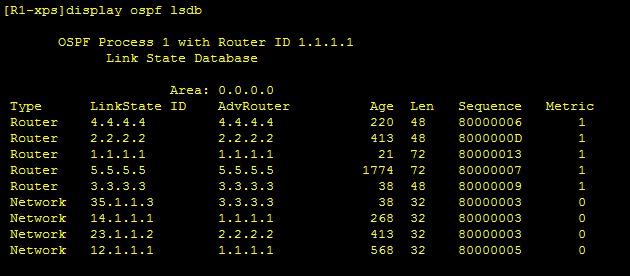 [R1-xps]display ospf lsdb
OSPF Process 1 with Router ID 1.1.1.1
Link State Database
Area: 0.0.0.0
Type LinkState ID AdvRouter Age Len Sequence Metric
Router 4.4.4.4 4.4.4.4 220 48 80000006 1
Router 2.2.2.2 2.2.2.2 413 48 8000000D 1
Router 1.1.1.1 1.1.1.1 21 72 80000013 1
Router 5.5.5.5 5.5.5.5 1774 72 80000007 1
Router 3.3.3.3 3.3.3.3 38 48 80000009 1
Network 35.1.1.3 3.3.3.3 38 32 80000003 0
Network 14.1.1.1 1.1.1.1 268 32 80000003 0
Network 23.1.1.2 2.2.2.2 413 32 80000003 0
Network 12.1.1.1 1.1.1.1 568 32 80000005 0